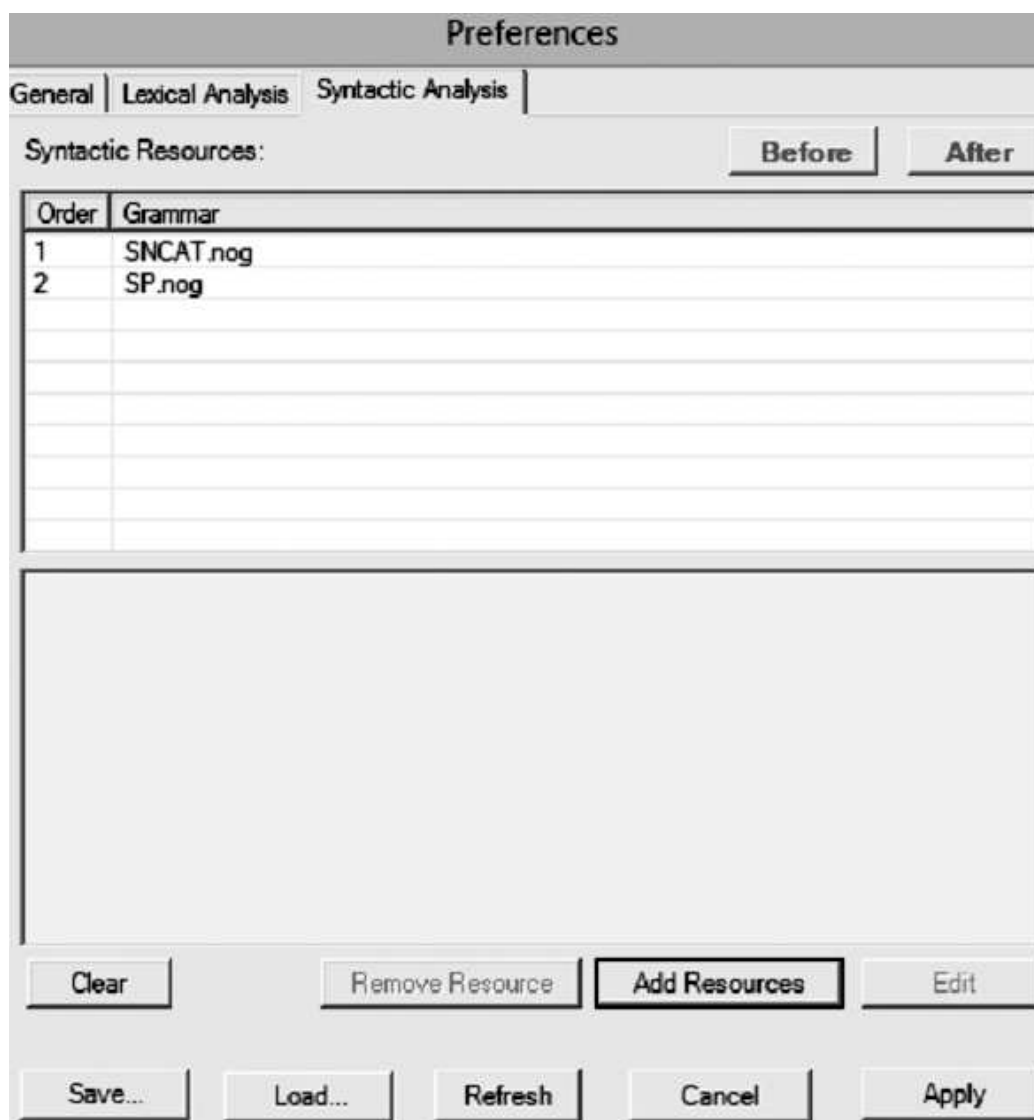 Preferences
General Lexical Analysis Syntactic Analysis
Syntactic Resources: Before After
Order Grammar
1 SNCAT.nog
2 SP.nog
Clear Remove Resource Add Resources Edit
Save... Load... Refresh Cancel Apply